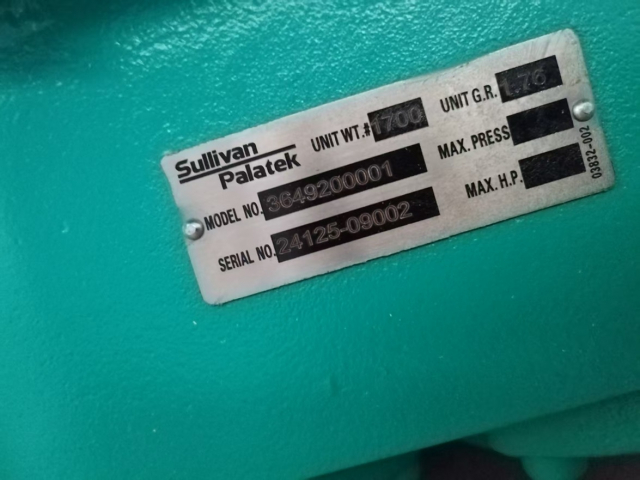 Sullivan
Palatek
UNIT WT.# 1700
UNIT G.R. 1.76
MODEL NO. 3649200001
MAX. PRESS
SERIAL NO. 24125-09002
MAX. H.P.
03832-002